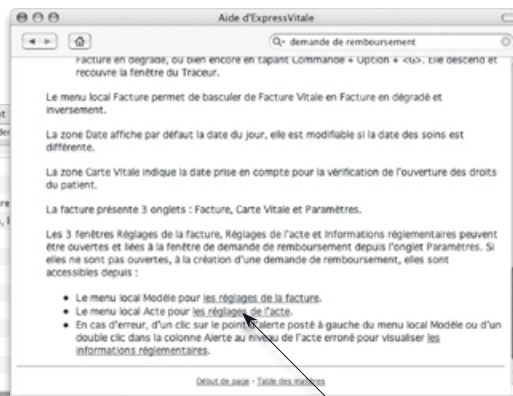 Aide d'ExpressVitale
demande de remboursement
Facture en dégradé, ou bien encore en tapant Commande + Option + <G>. Elle descend et
recouvre la fenêtre du Traceur.
Le menu local Facture permet de basculer de Facture Vitale en Facture en dégradé et
inversement.
La zone Date affiche par défaut la date du jour, elle est modifiable si la date des soins est
différente.
La zone Carte Vitale indique la date prise en compte pour la vérification de l'ouverture des droits
du patient.
La facture présente 3 onglets : Facture, Carte Vitale et Paramètres.
Les 3 fenêtres Réglages de la facture, Réglages de l'acte et Informations réglementaires peuvent
être ouvertes et liées à la fenêtre de demande de remboursement depuis l'onglet Paramètres. Si
elles ne sont pas ouvertes, à la création d'une demande de remboursement, elles sont
accessibles depuis :
• Le menu local Modèle pour les réglages de la facture.
• Le menu local Acte pour les réglages de l'acte.
• En cas d'erreur, d'un clic sur le point d'alerte posté à gauche du menu local Modèle ou d'un
double clic dans la colonne Alerte au niveau de l'acte erroné pour visualiser les
informations réglementaires.
Début de page - Table des matières